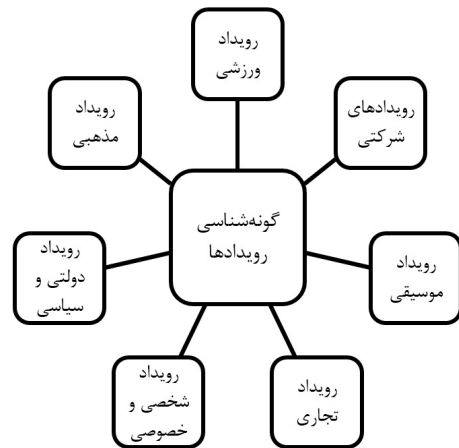 رویداد
ورزشی
رویدادهای
شرکتی
رویداد
موسیقی
رویداد
تجاری
رویداد
شخصی و
خصوصی
رویداد
دولتی و
سیاسی
رویداد
مذهبی
گونه‌شناسی
رویدادها